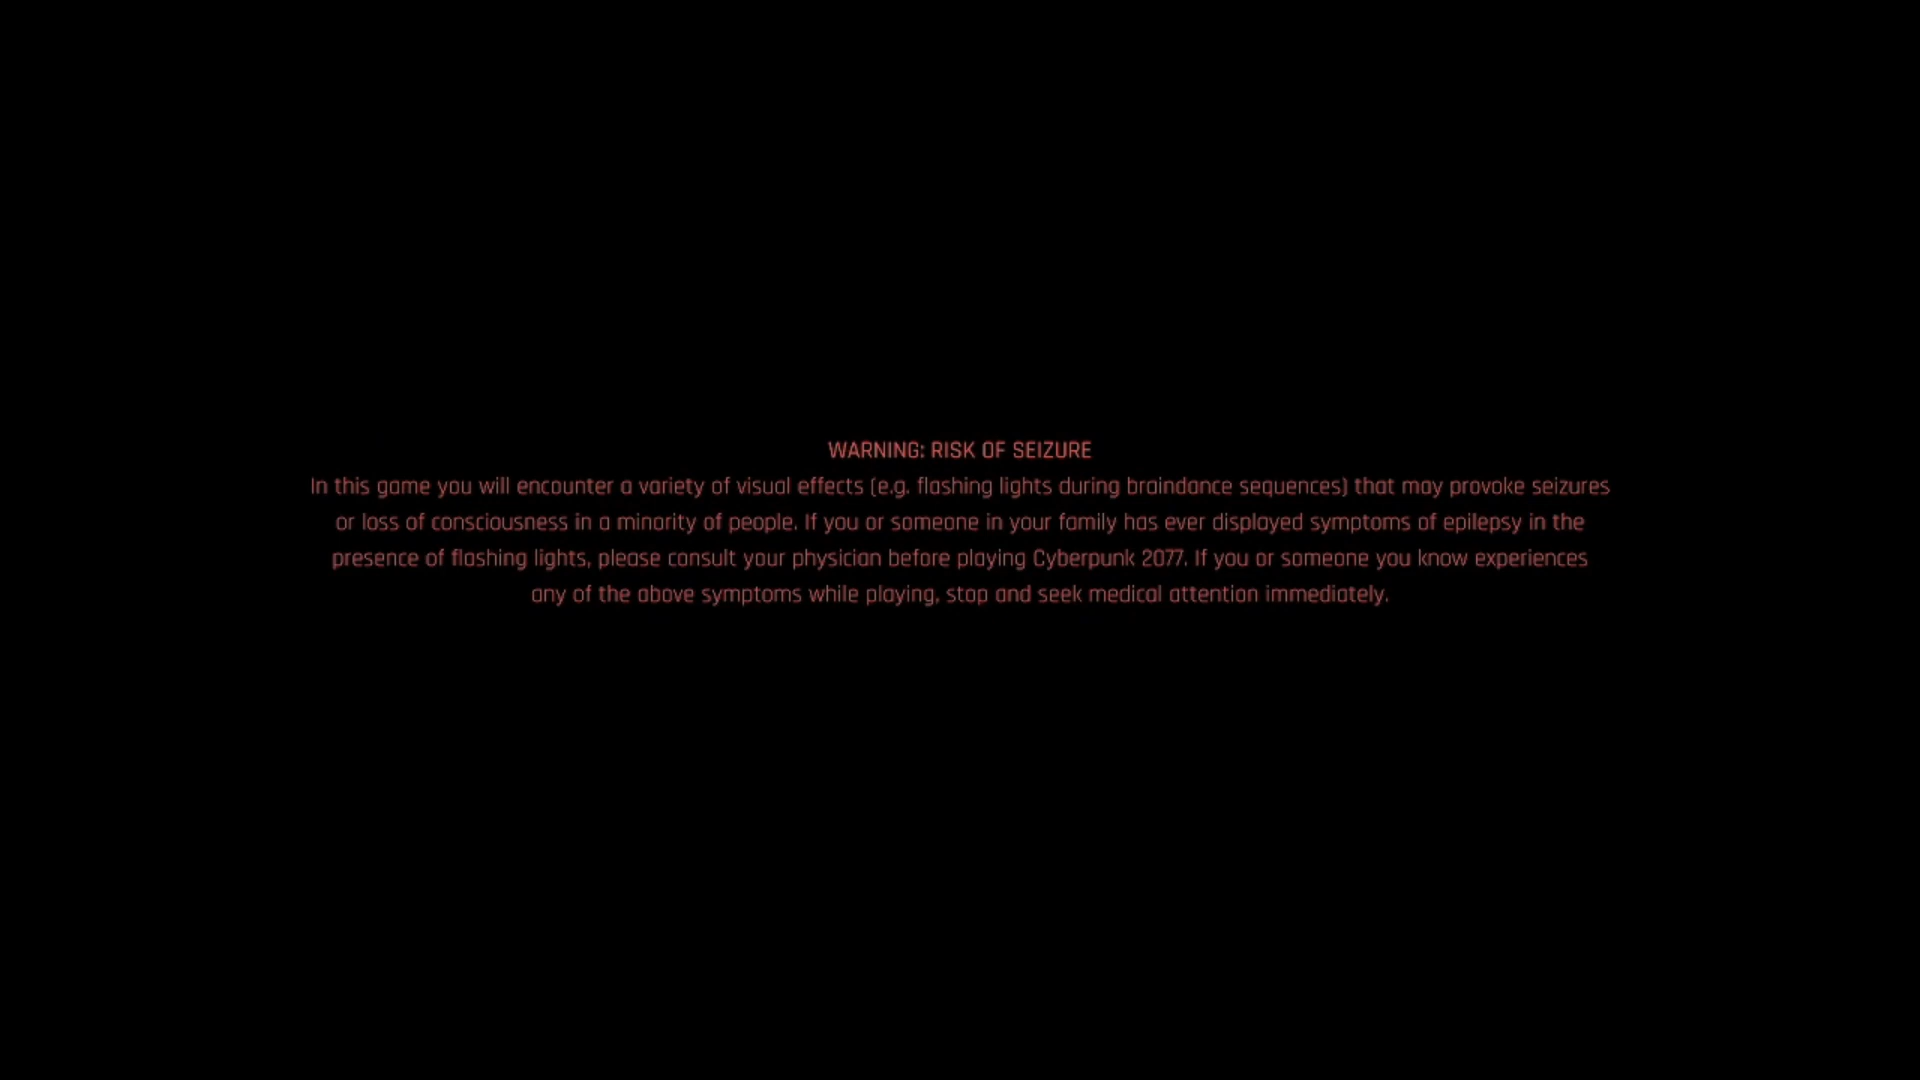 WARNING: RISK OF SEIZURE
In this game you will encounter a variety of visual effects (e.g. flashing lights during braindance sequences) that may provoke seizures
or loss of consciousness in a minority of people. If you or someone in your family has ever displayed symptoms of epilepsy in the
presence of flashing lights, please consult your physician before playing Cyberpunk 2077. If you or someone you know experiences
any of the above symptoms while playing, stop and seek medical attention immediately.